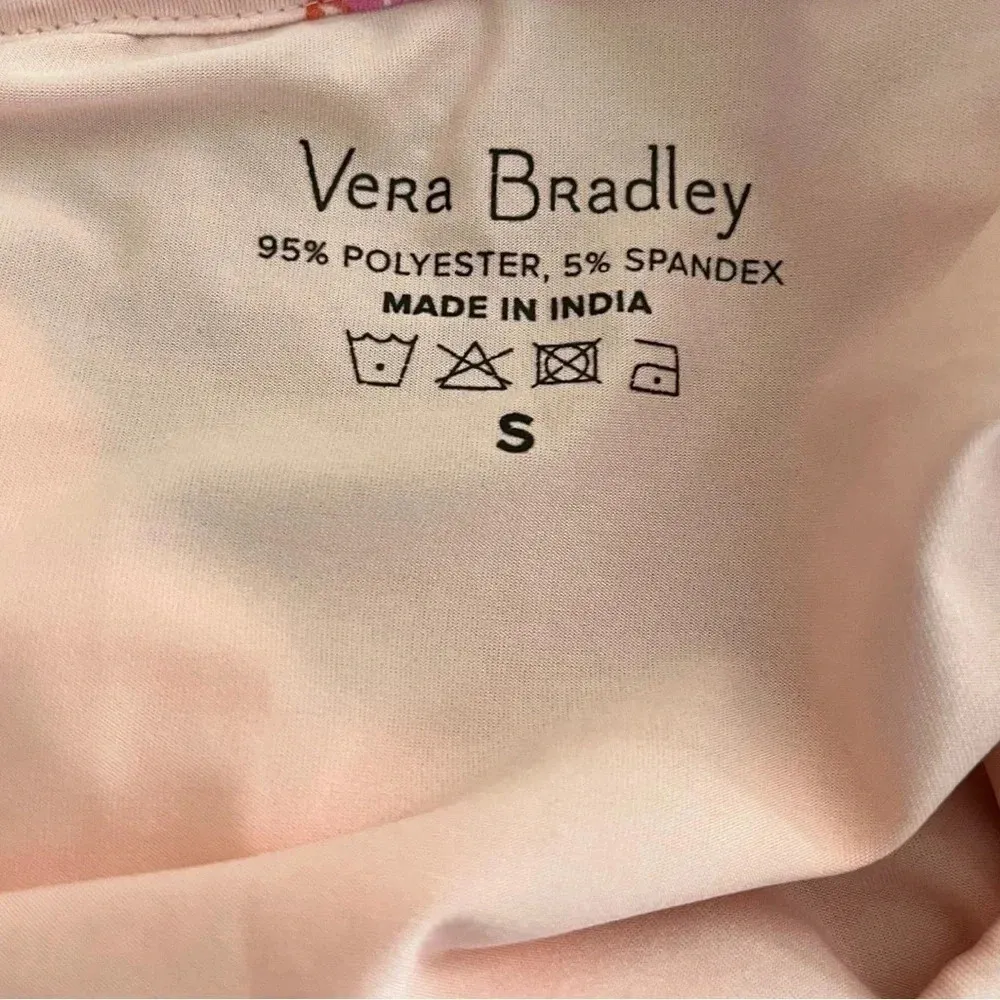 Vera Bradley
95% POLYESTER, 5% SPANDEX
MADE IN INDIA
S